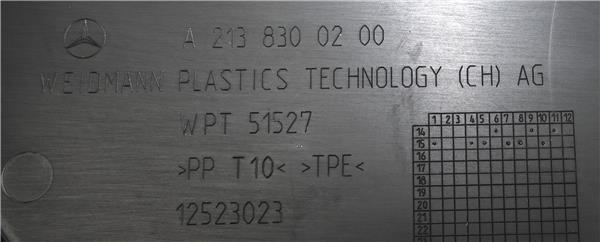 A 213 830 02 00
WEIDMANN PLASTICS TECHNOLOGY (CH) AG
WPT 51527
>PP T10< >TPE<
12523023
1 2 3 4 5 6 7 8 9 10 11 12
14
15
16
17
18
19
20
21
22